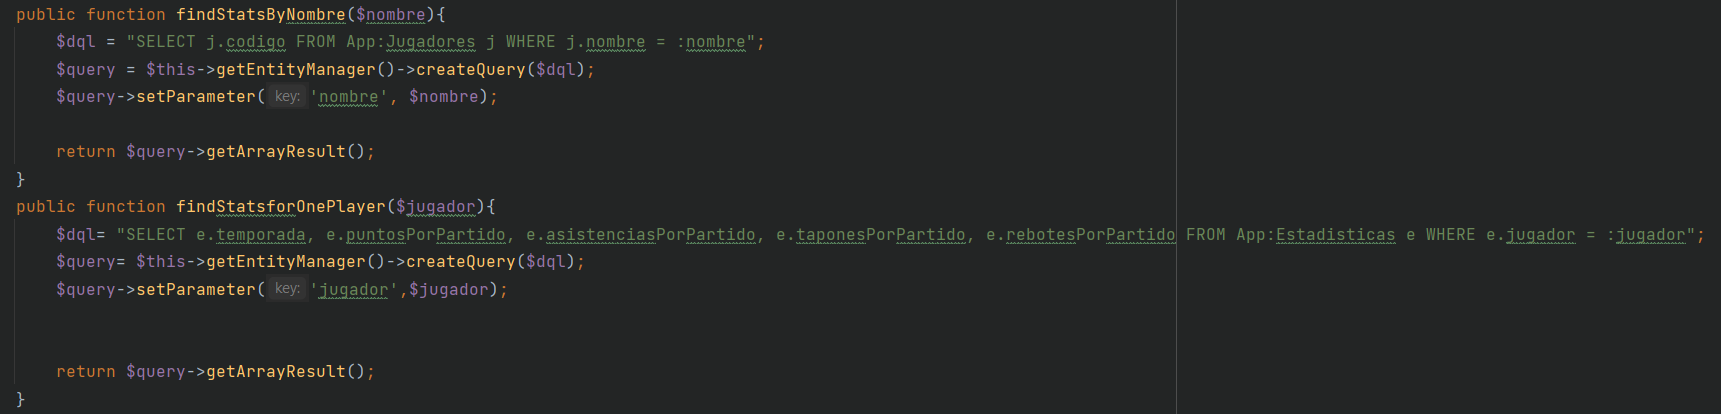 public function findStatsByNombre($nombre){
    $dql = "SELECT j.codigo FROM App:Jugadores j WHERE j.nombre = :nombre";
    $query = $this->getEntityManager()->createQuery($dql);
    $query->setParameter( key: 'nombre', $nombre);

    return $query->getArrayResult();
}
public function findStatsforOnePlayer($jugador){
    $dql= "SELECT e.temporada, e.puntosPorPartido, e.asistenciasPorPartido, e.taponesPorPartido, e.rebotesPorPartido FROM App:Estadisticas e WHERE e.jugador = :jugador";
    $query= $this->getEntityManager()->createQuery($dql);
    $query->setParameter( key: 'jugador',$jugador);


    return $query->getArrayResult();
}